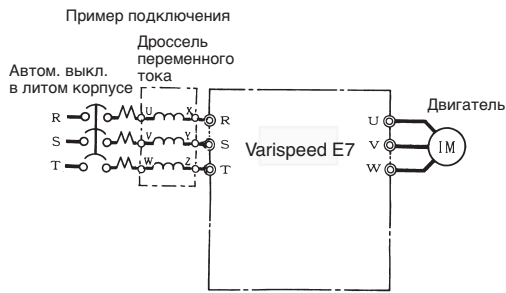 Пример подключения
Дроссель
переменного
тока
Автом. выкл.
в литом корпусе
Двигатель
R U X R U
S V Y S V
T W Z T W
Varispeed E7
IM